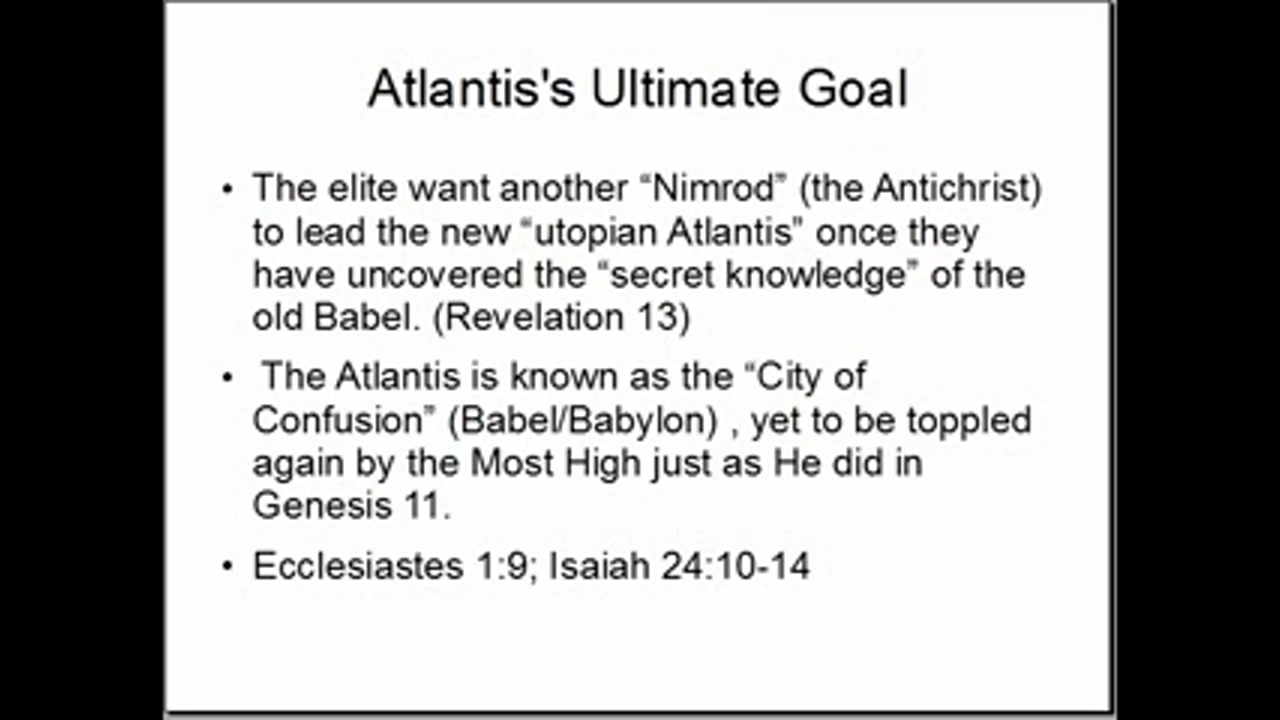 Atlantis's Ultimate Goal
• The elite want another “Nimrod” (the Antichrist)
to lead the new “utopian Atlantis” once they
have uncovered the “secret knowledge” of the
old Babel. (Revelation 13)
• The Atlantis is known as the “City of
Confusion” (Babel/Babylon) , yet to be toppled
again by the Most High just as He did in
Genesis 11.
• Ecclesiastes 1:9; Isaiah 24:10-14